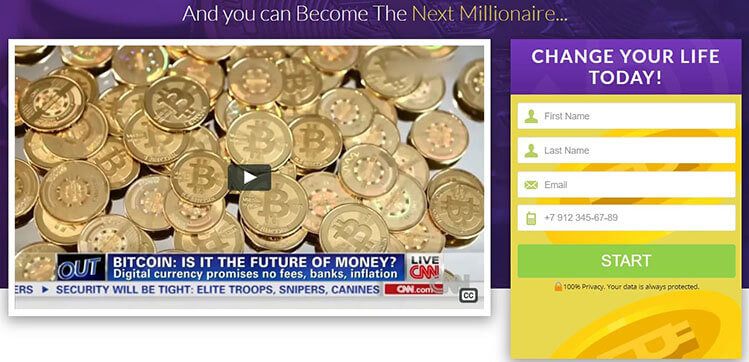 And you can Become The Next Millionaire...
OUT
BITCOIN: IS IT THE FUTURE OF MONEY?
Digital currency promises no fees, banks, inflation
LIVE
CNN
ERS ► SECURITY WILL BE TIGHT: ELITE TROOPS, SNIPERS, CANINES
CNN.com
CC
CHANGE YOUR LIFE
TODAY!
First Name
Last Name
Email
+7 912 345-67-89
START
100% Privacy. Your data is always protected.